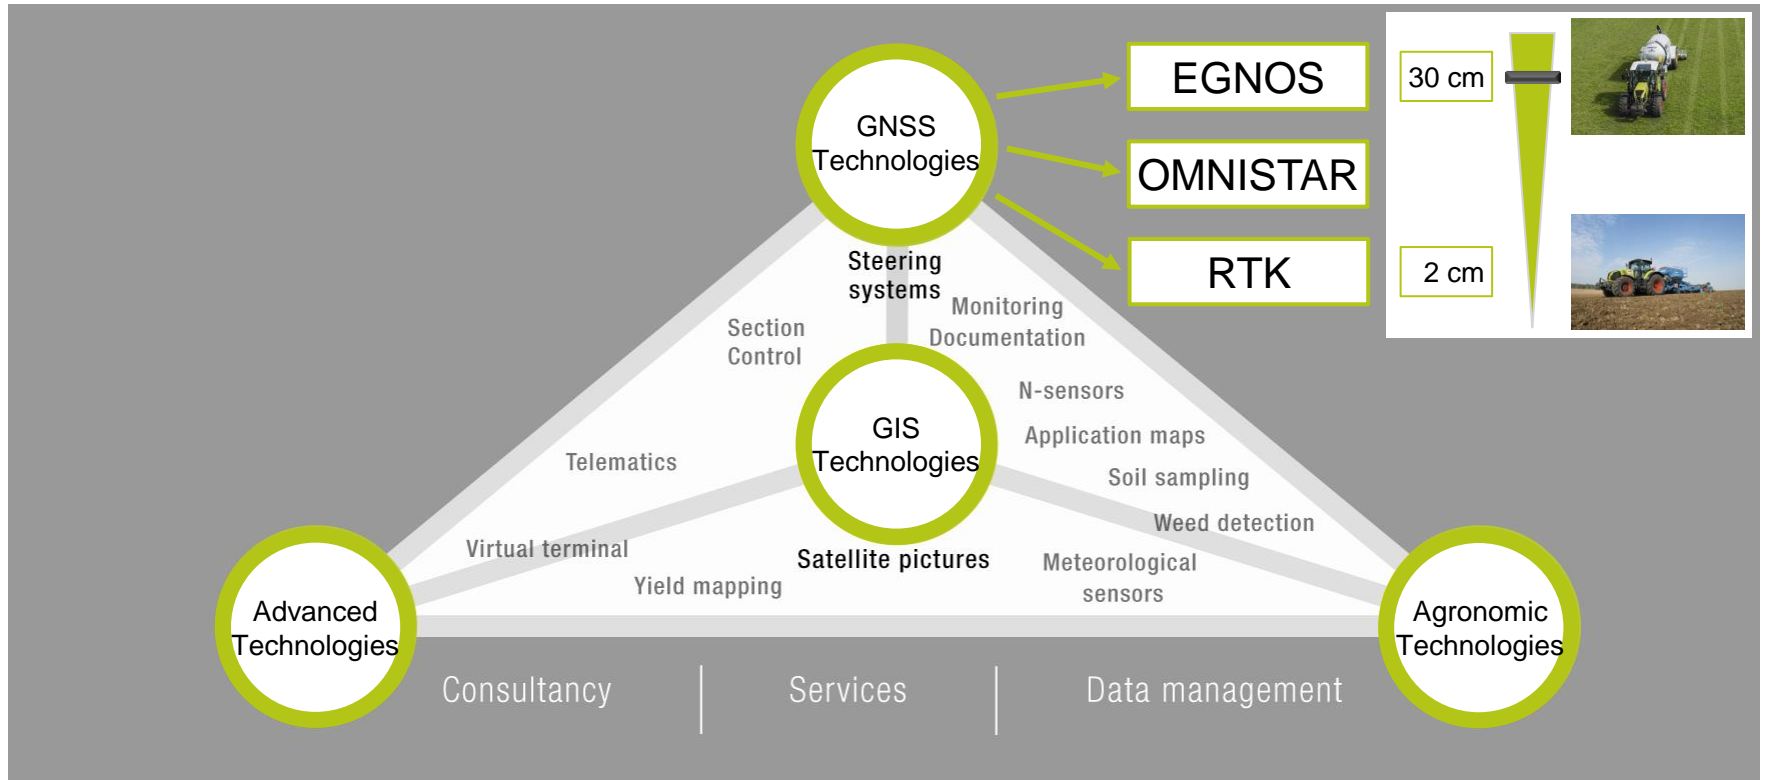 GNSS
Technologies
EGNOS
30 cm
OMNISTAR
RTK
2 cm
Steering
systems
Monitoring
Documentation
Section
Control
N-sensors
GIS
Technologies
Application maps
Telematics
Soil sampling
Weed detection
Virtual terminal
Satellite pictures
Meteorological
sensors
Yield mapping
Advanced
Technologies
Agronomic
Technologies
Consultancy
Services
Data management